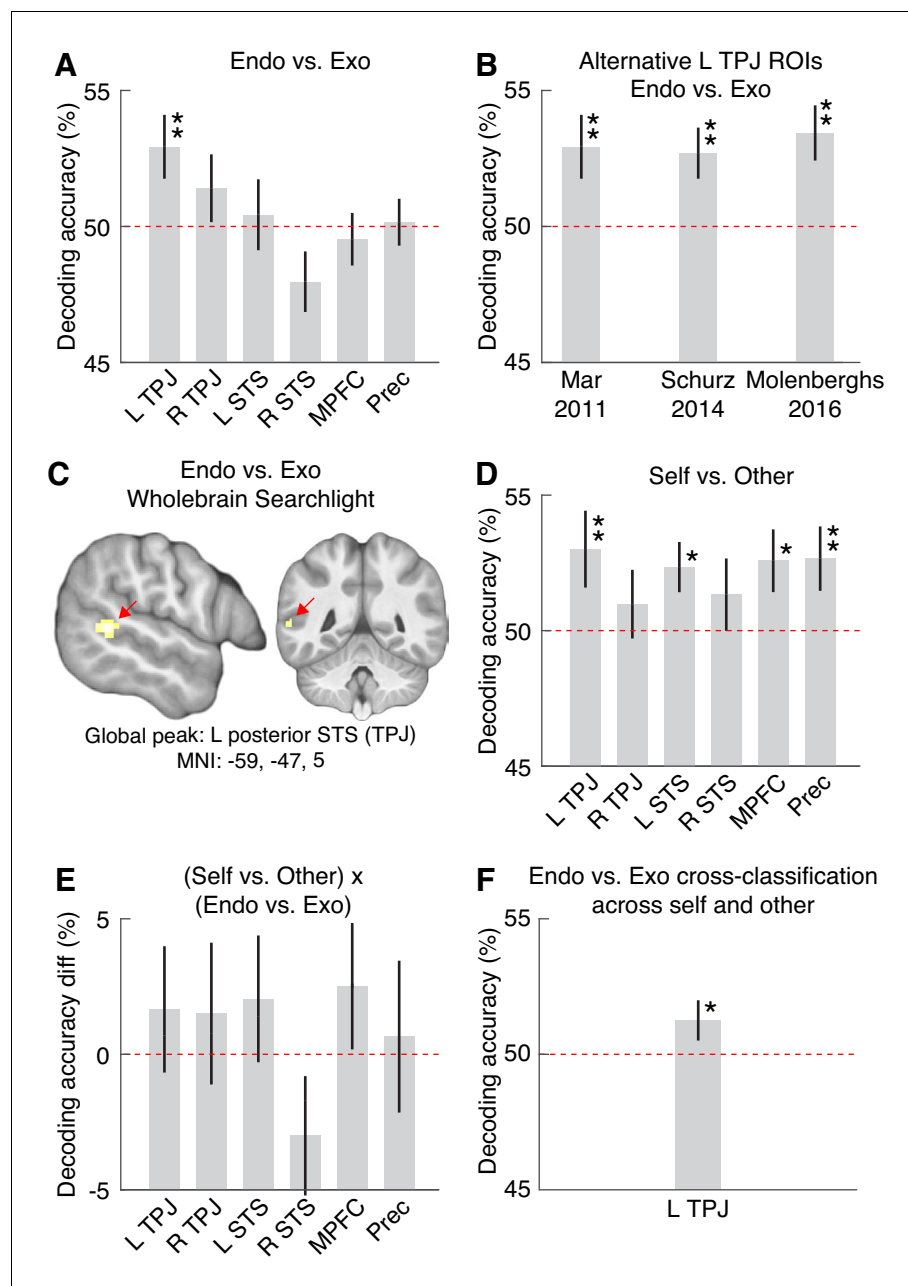 A
Endo vs. Exo
Decoding accuracy (%)
55
50
45
**
L TPJ
R TPJ
L STS
R STS
MPFC
Prec
B
Alternative L TPJ ROIs
Endo vs. Exo
Decoding accuracy (%)
55
50
45
**
**
**
Mar
2011
Schurz
2014
Molenberghs
2016
C
Endo vs. Exo
Wholebrain Searchlight
Global peak: L posterior STS (TPJ)
MNI: -59, -47, 5
D
Self vs. Other
Decoding accuracy (%)
55
50
45
**
*
*
**
L TPJ
R TPJ
L STS
R STS
MPFC
Prec
E
(Self vs. Other) x
(Endo vs. Exo)
Decoding accuracy diff (%)
5
0
-5
L TPJ
R TPJ
L STS
R STS
MPFC
Prec
F
Endo vs. Exo cross-classification
across self and other
Decoding accuracy (%)
55
50
45
*
L TPJ